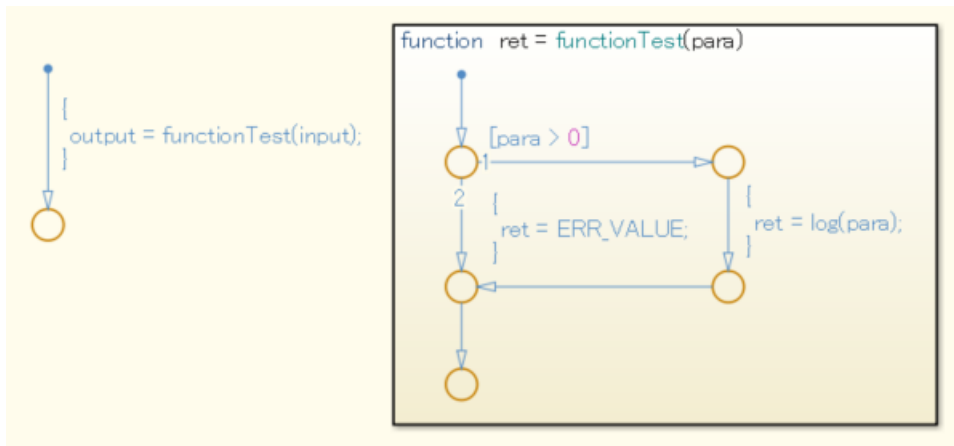 {
output = functionTest(input);
}
function ret = functionTest(para)
[para > 0]
1
2
{
ret = ERR_VALUE;
}
{
ret = log(para);
}